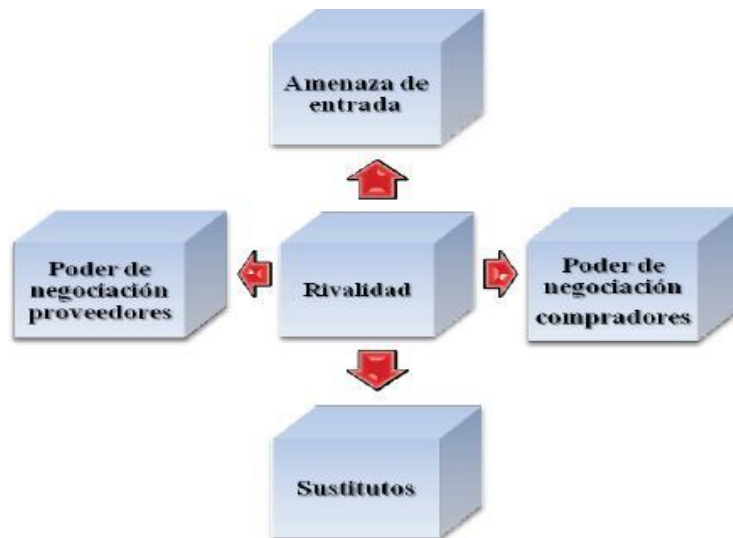 Amenaza de
entrada
Poder de
negociación
proveedores
Rivalidad
Poder de
negociación
compradores
Sustitutos